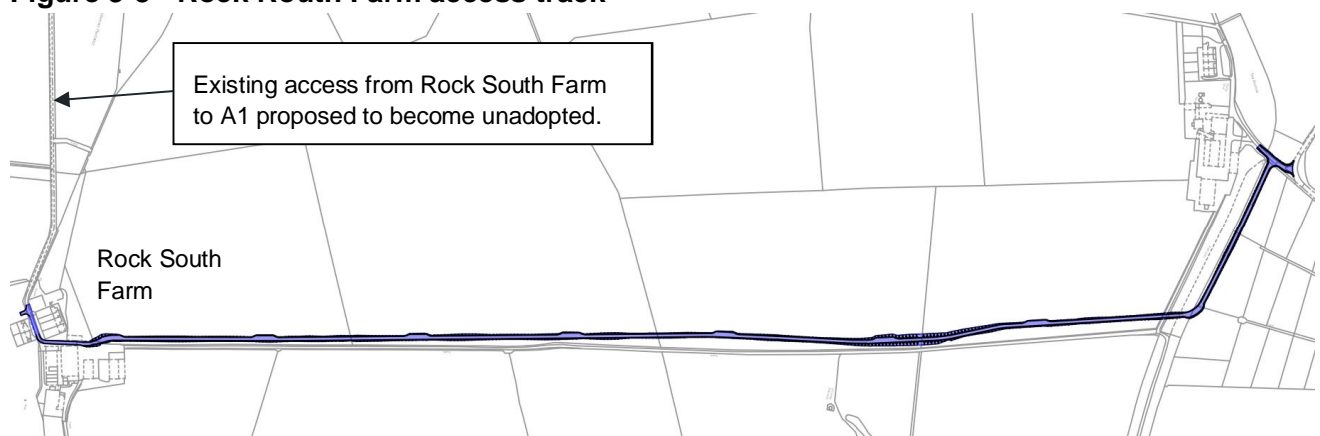 Existing access from Rock South Farm
to A1 proposed to become unadopted.
Rock South
Farm